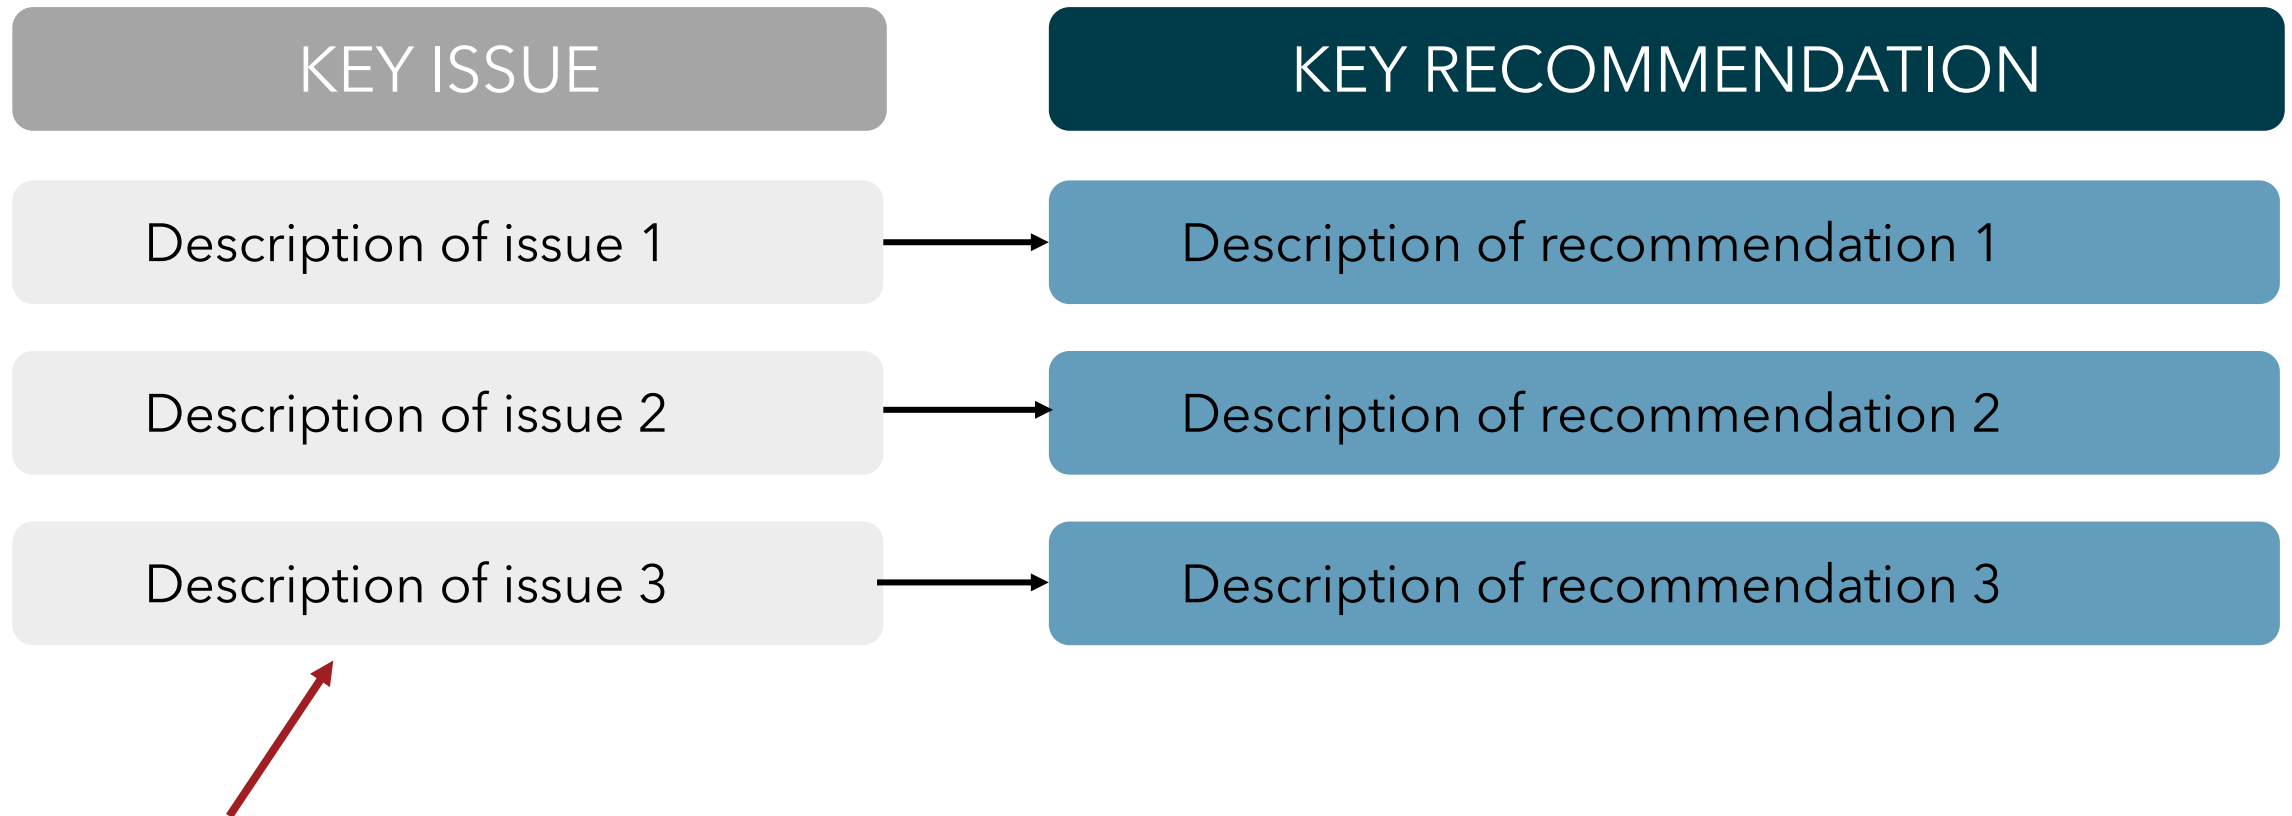 KEY ISSUE
KEY RECOMMENDATION
Description of issue 1
Description of recommendation 1
Description of issue 2
Description of recommendation 2
Description of issue 3
Description of recommendation 3